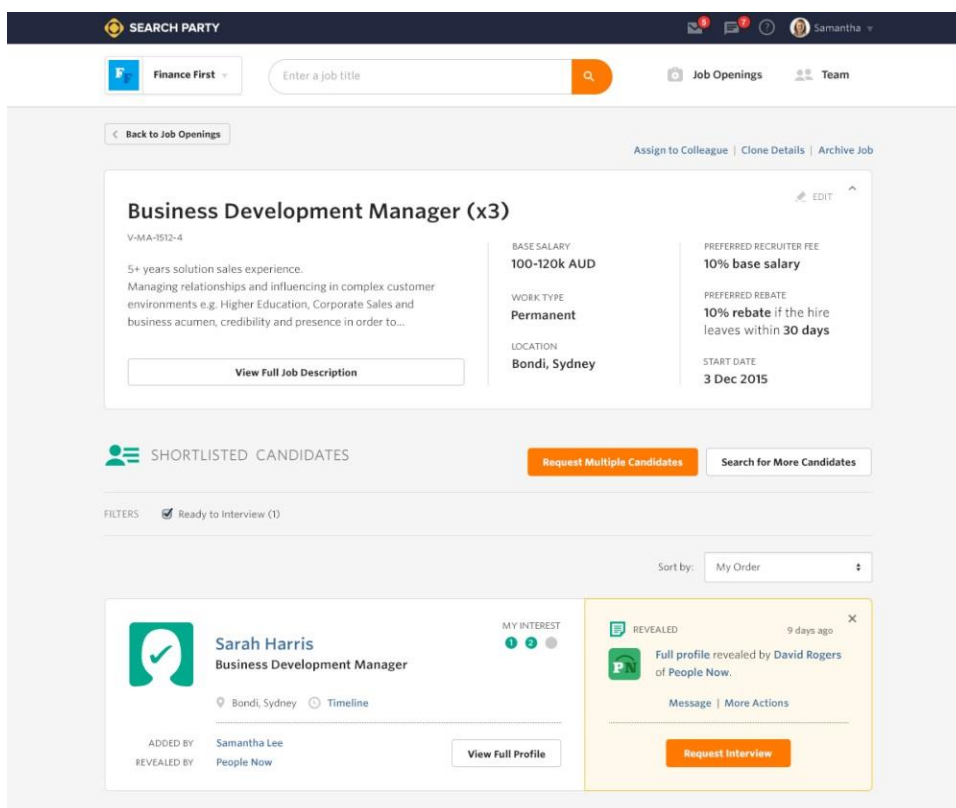 SEARCH PARTY
5
7
?
Samantha
FF
Finance First
Enter a job title
Job Openings
Team
Back to Job Openings
Assign to Colleague | Clone Details | Archive Job
EDIT
Business Development Manager (x3)
V-MA-1512-4
5+ years solution sales experience.
Managing relationships and influencing in complex customer
environments e.g. Higher Education, Corporate Sales and
business acumen, credibility and presence in order to...
View Full Job Description
BASE SALARY
100-120k AUD
WORK TYPE
Permanent
LOCATION
Bondi, Sydney
PREFERRED RECRUITER FEE
10% base salary
PREFERRED REBATE
10% rebate if the hire
leaves within 30 days
START DATE
3 Dec 2015
SHORTLISTED CANDIDATES
Request Multiple Candidates
Search for More Candidates
FILTERS
Ready to Interview (1)
Sort by:
My Order
Sarah Harris
Business Development Manager
Bondi, Sydney
Timeline
ADDED BY
Samantha Lee
REVEALED BY
People Now
MY INTEREST
1 2
View Full Profile
REVEALED
9 days ago
PN
Full profile revealed by David Rogers
of People Now.
Message | More Actions
Request Interview